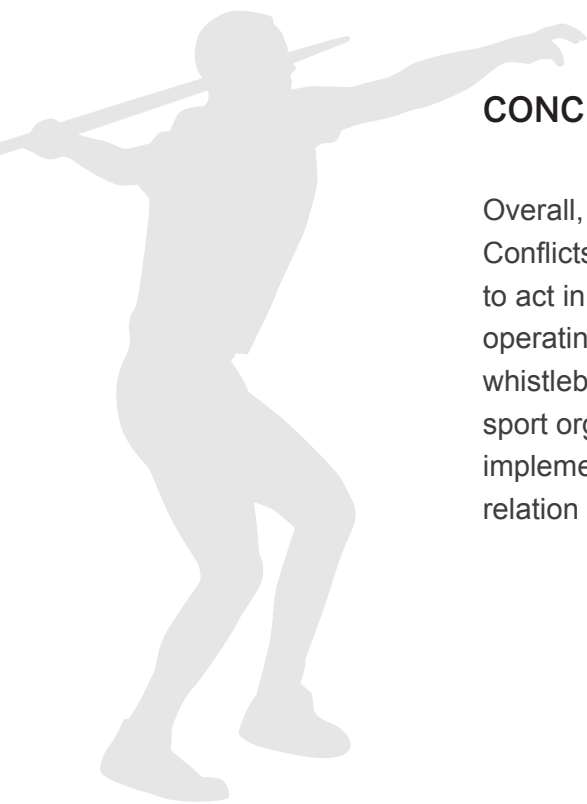 CONC
Overall,
Conflicts
to act in
operatin
whistleb
sport org
impleme
relation